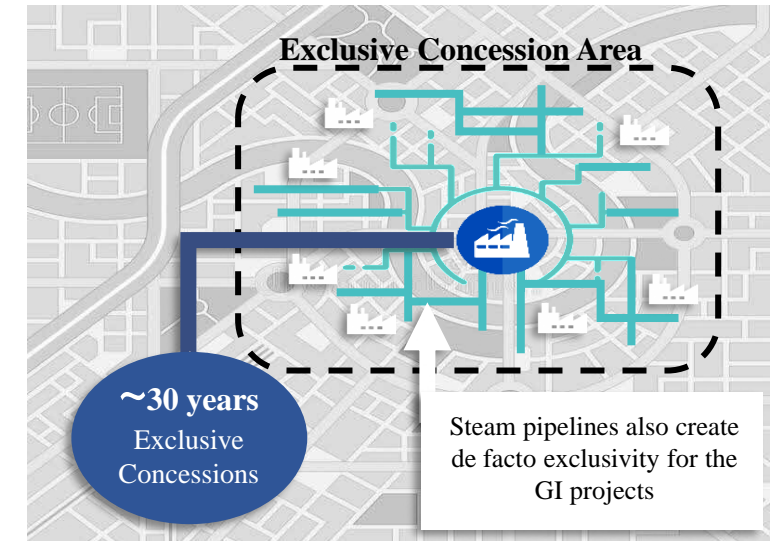 Exclusive Concession Area
~30 years
Exclusive
Concessions
Steam pipelines also create
de facto exclusivity for the
GI projects